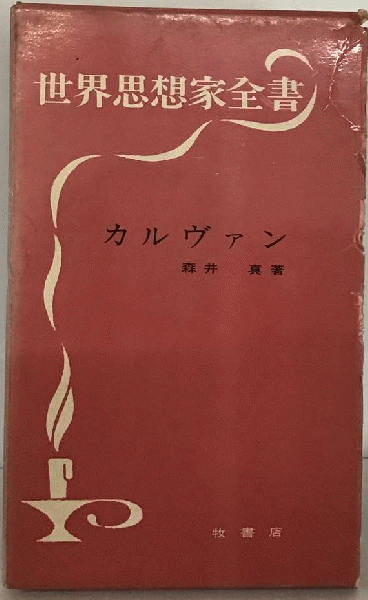 世界思想家全書
カルヴァン
森井 真著
牧書店